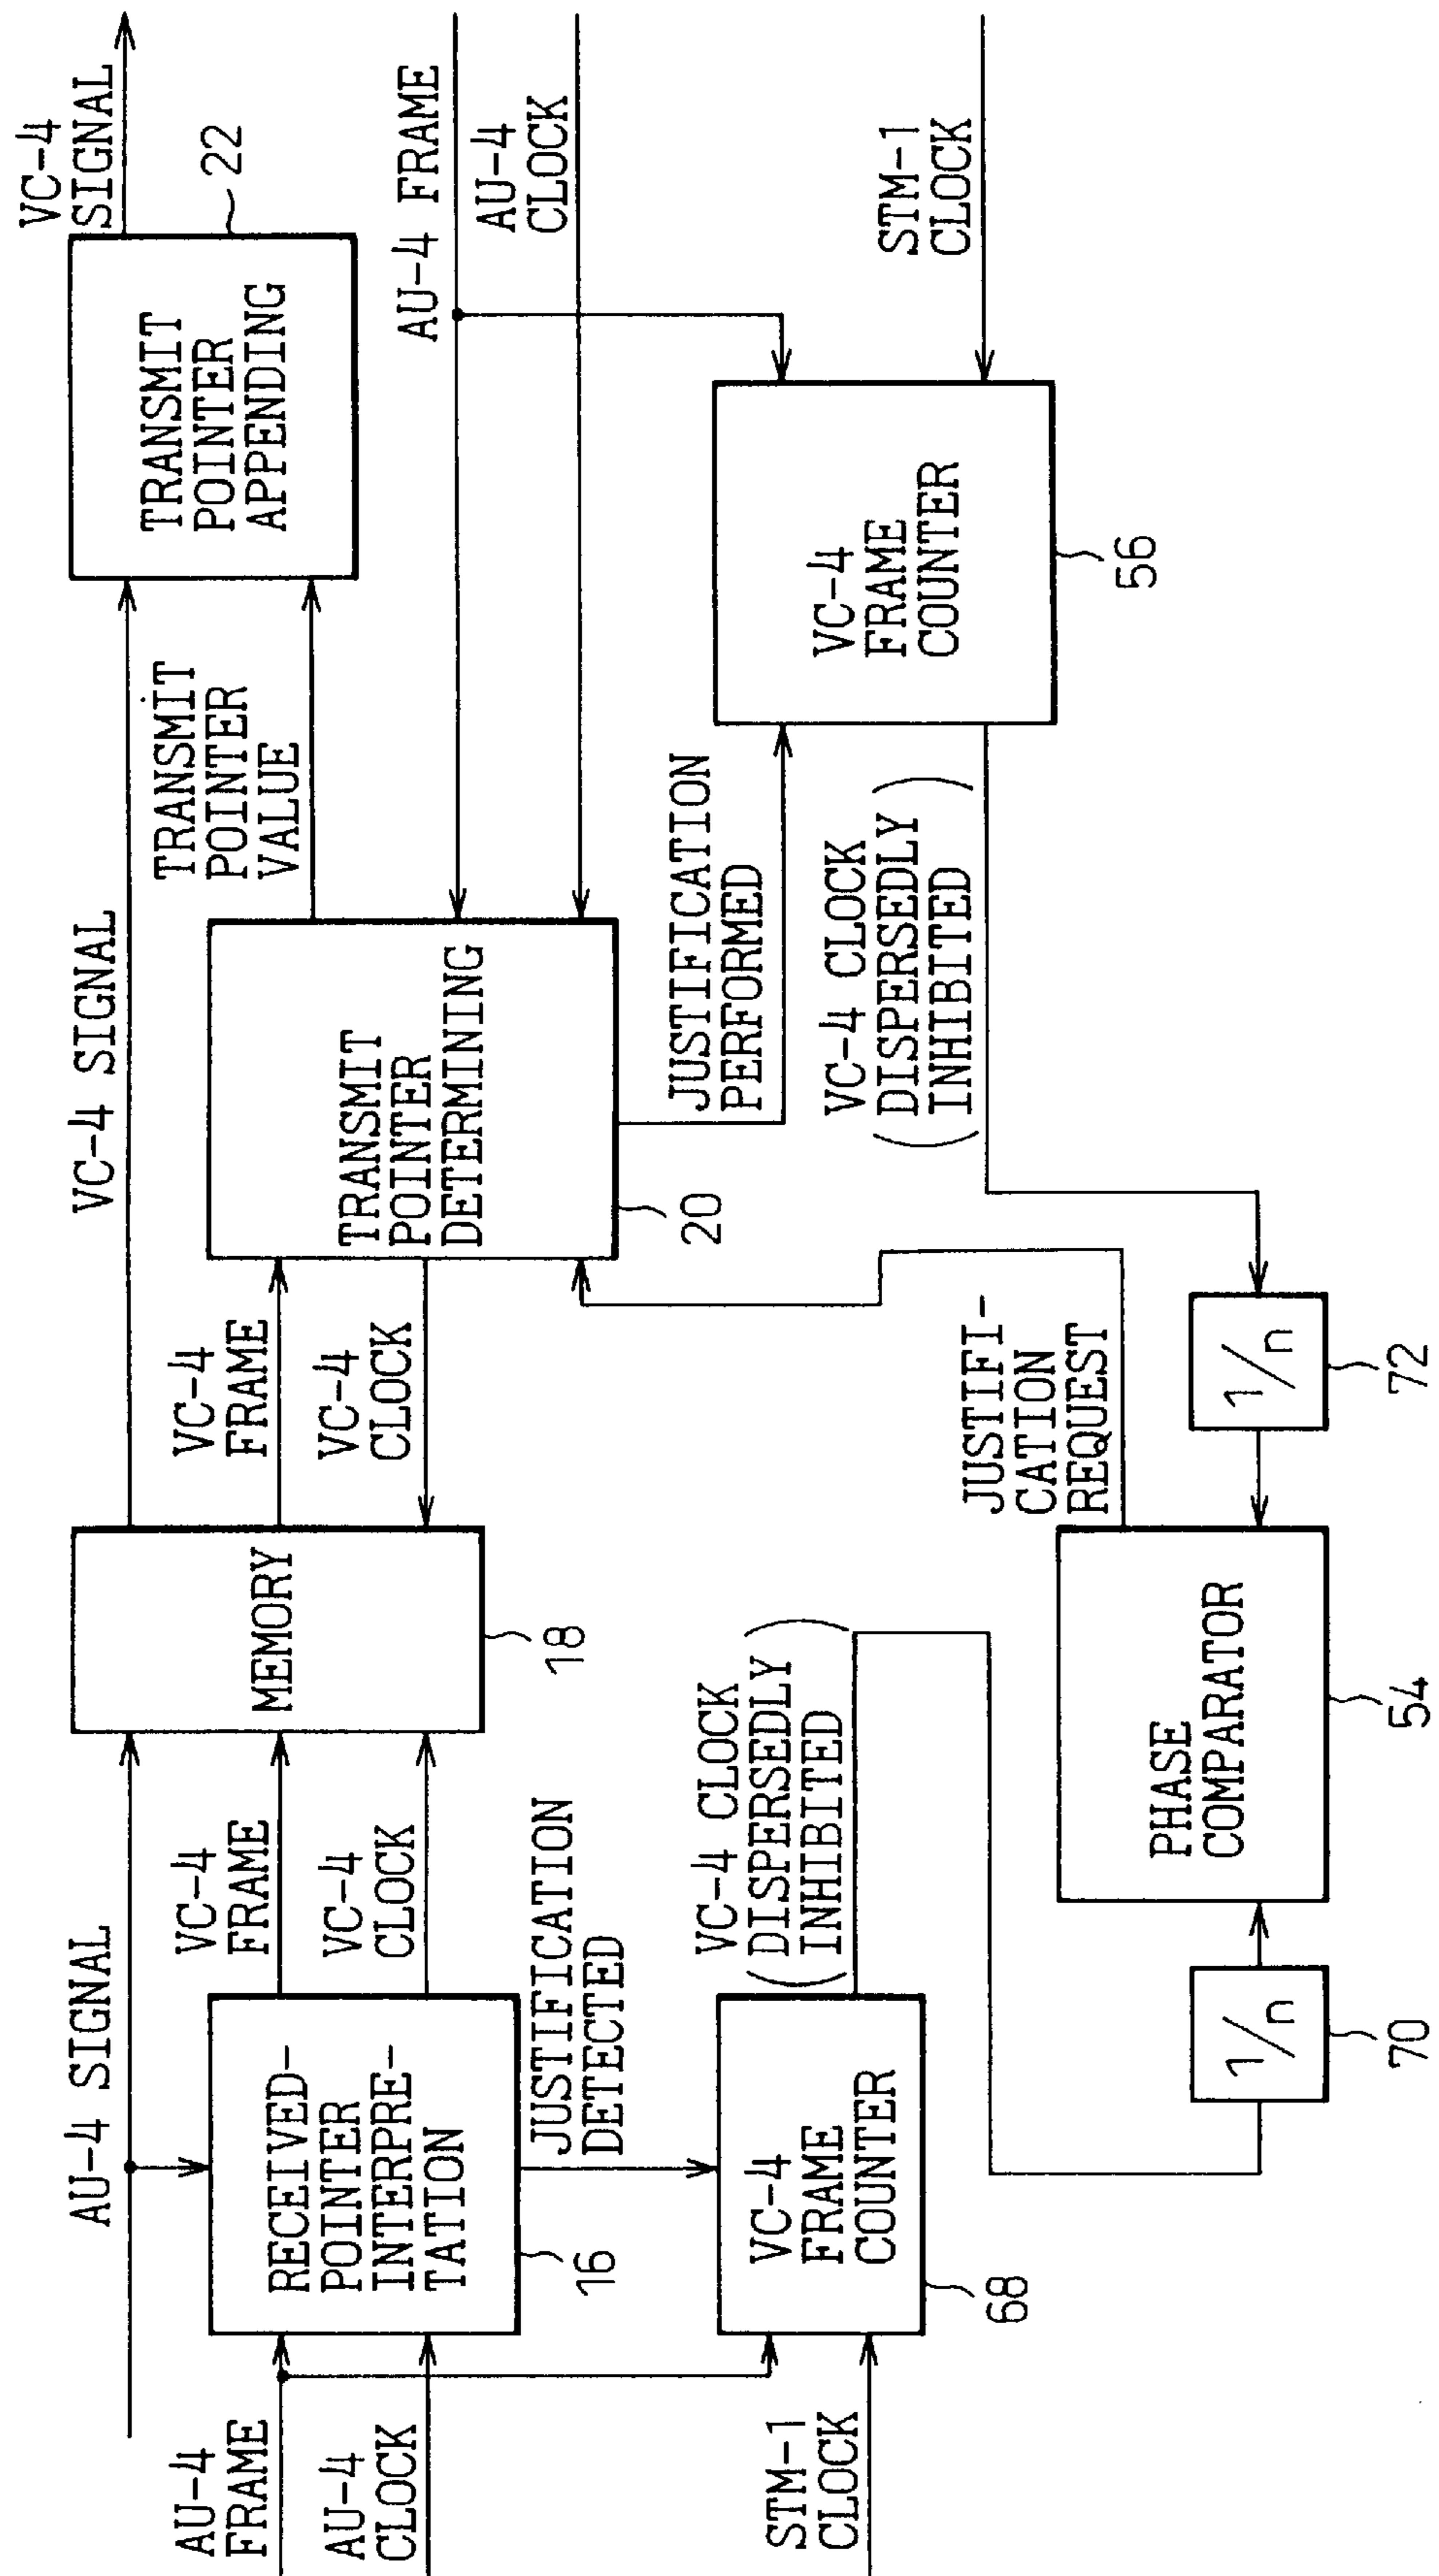 AU-4 SIGNAL
AU-4
FRAME
AU-4
CLOCK
RECEIVED-
POINTER
INTERPRE-
TATION
16
VC-4
FRAME
VC-4
CLOCK
JUSTIFICATION
DETECTED
STM-1
CLOCK
VC-4
FRAME
COUNTER
68
VC-4 CLOCK
(DISPERSEDLY
INHIBITED)
MEMORY
18
VC-4 SIGNAL
VC-4
FRAME
VC-4
CLOCK
1/n
70
PHASE
COMPARATOR
54
JUSTIFI-
CATION
REQUEST
1/n
72
TRANSMIT
POINTER
DETERMINING
20
TRANSMIT
POINTER
VALUE
JUSTIFICATION
PERFORMED
VC-4 CLOCK
(DISPERSEDLY
INHIBITED)
TRANSMIT
POINTER
APPENDING
22
VC-4
SIGNAL
AU-4 FRAME
AU-4
CLOCK
VC-4
FRAME
COUNTER
56
STM-1
CLOCK